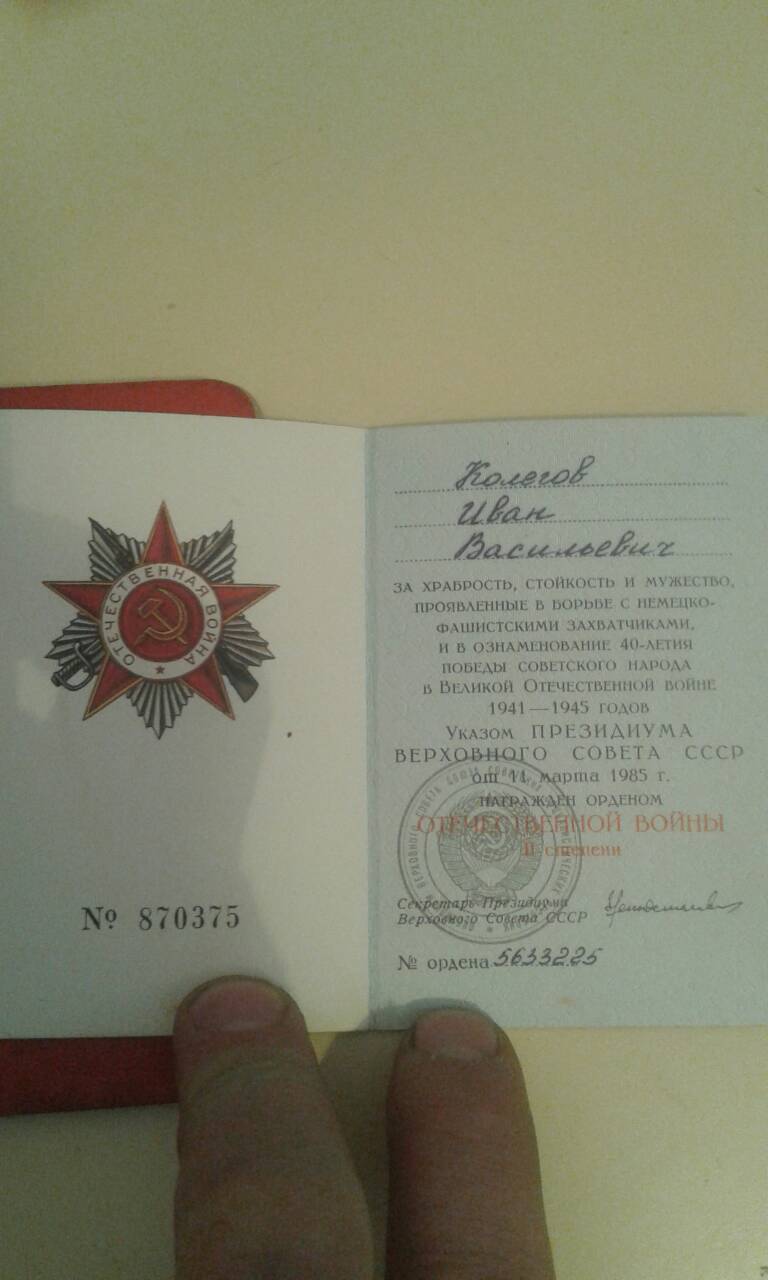 ОТЕЧЕСТВЕННАЯ ВОЙНА
№ 870375
Колегов
Иван
Васильевич
ЗА ХРАБРОСТЬ, СТОЙКОСТЬ И МУЖЕСТВО,
ПРОЯВЛЕННЫЕ В БОРЬБЕ С НЕМЕЦКО-
ФАШИСТСКИМИ ЗАХВАТЧИКАМИ,
И В ОЗНАМЕНОВАНИЕ 40-ЛЕТИЯ
ПОБЕДЫ СОВЕТСКОГО НАРОДА
В ВЕЛИКОЙ ОТЕЧЕСТВЕННОЙ ВОЙНЕ
1941—1945 ГОДОВ
УКАЗОМ ПРЕЗИДИУМА
ВЕРХОВНОГО СОВЕТА СССР
от 11 марта 1985 г.
НАГРАЖДЕН ОРДЕНОМ
ОТЕЧЕСТВЕННОЙ ВОЙНЫ
II степени
Секретарь Президиума
Верховного Совета СССР
№ ордена 5633225